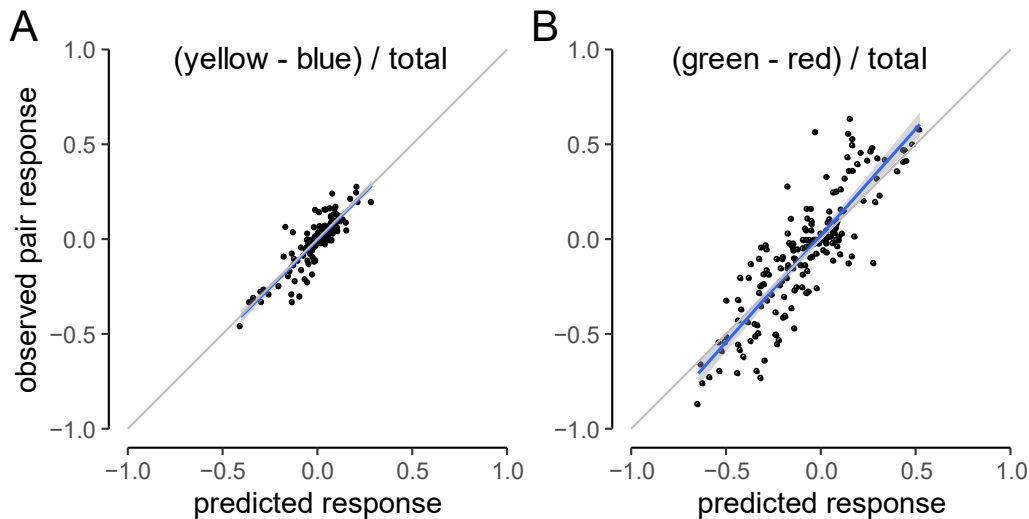 A
(yellow - blue) / total
observed pair response
1.0
0.5
0.0
−0.5
−1.0
−1.0 −0.5 0.0 0.5 1.0
predicted response
B
(green - red) / total
1.0
0.5
0.0
−0.5
−1.0
−1.0 −0.5 0.0 0.5 1.0
predicted response